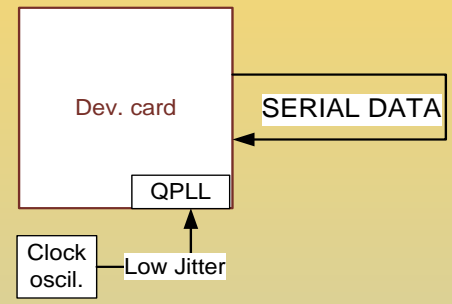 Dev. card
SERIAL DATA
QPLL
Clock
oscil.
Low Jitter